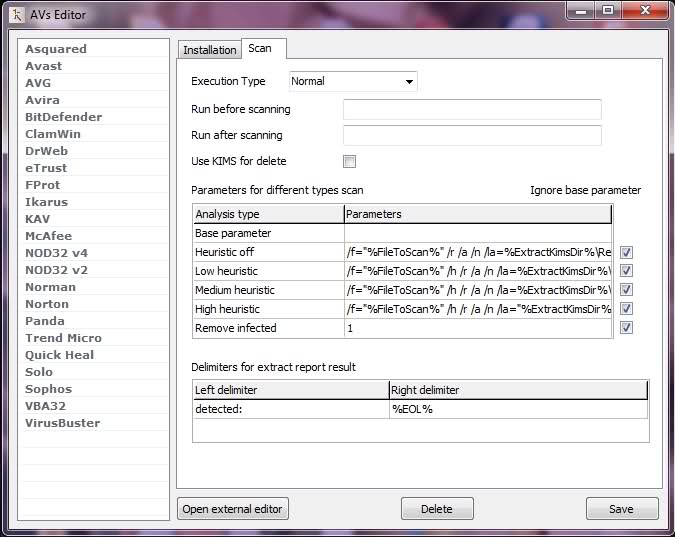 AVs Editor
Asquared
Avast
AVG
Avira
BitDefender
ClamWin
DrWeb
eTrust
FProt
Ikarus
KAV
McAfee
NOD32 v4
NOD32 v2
Norman
Norton
Panda
Trend Micro
Quick Heal
Solo
Sophos
VBA32
VirusBuster
Installation Scan
Execution Type Normal
Run before scanning
Run after scanning
Use KIMS for delete
Parameters for different types scan Ignore base parameter
Analysis type Parameters
Base parameter
Heuristic off /f="%FileToScan%" /r /a /n /la=%ExtractKimsDir%\Re
Low heuristic /f="%FileToScan%" /h /r /a /n /la=%ExtractKimsDir%\
Medium heuristic /f="%FileToScan%" /h /r /a /n /la=%ExtractKimsDir%\
High heuristic /f="%FileToScan%" /h /r /a /n /la="%ExtractKimsDir%
Remove infected 1
Delimiters for extract report result
Left delimiter Right delimiter
detected: %EOL%
Open external editor Delete Save